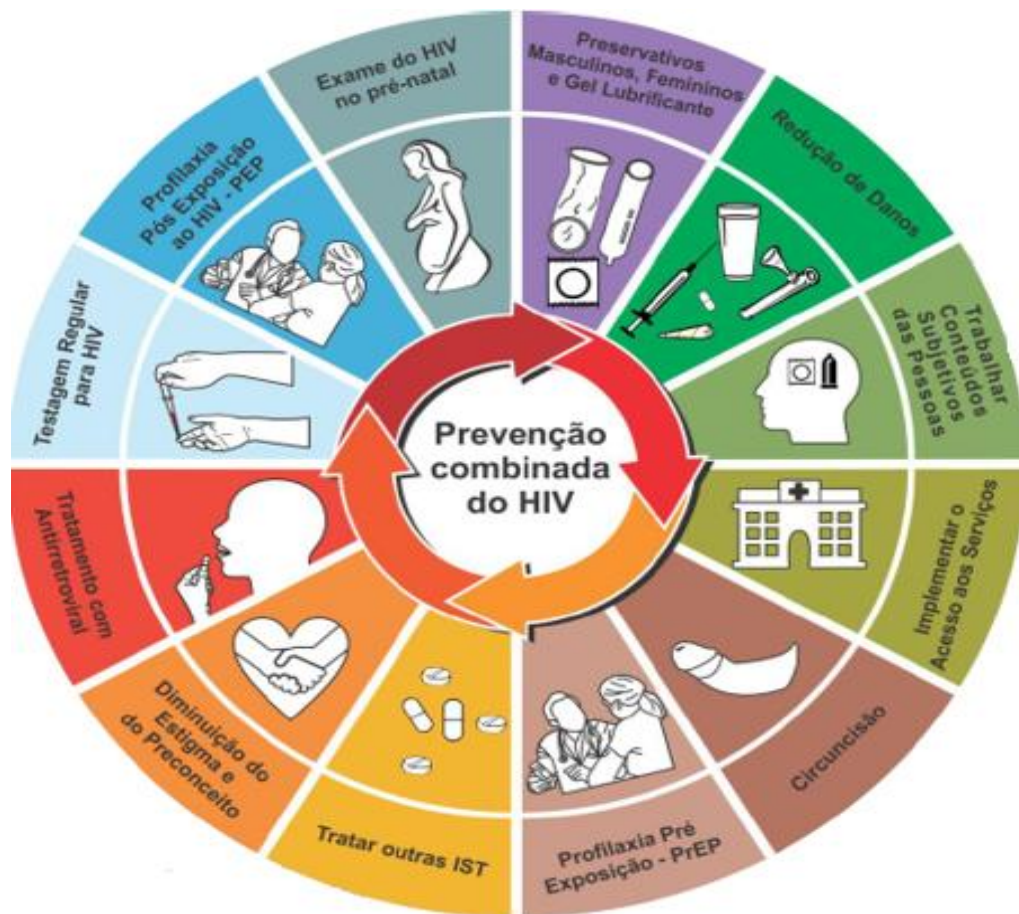 Prevenção
combinada
do HIV
Preservativos
Masculinos, Femininos
e Gel Lubrificante
Redução de Danos
Trabalhar
Conteúdos
Subjetivos
das Pessoas
Implementar o
Acesso aos Serviços
Circuncisão
Profilaxia Pré
Exposição - PrEP
Tratar outras IST
Diminuição do
Estigma e
do Preconceito
Tratamento com
Antirretroviral
Testagem Regular
para HIV
Profilaxia
Pós Exposição
ao HIV - PEP
Exame do HIV
no pré-natal